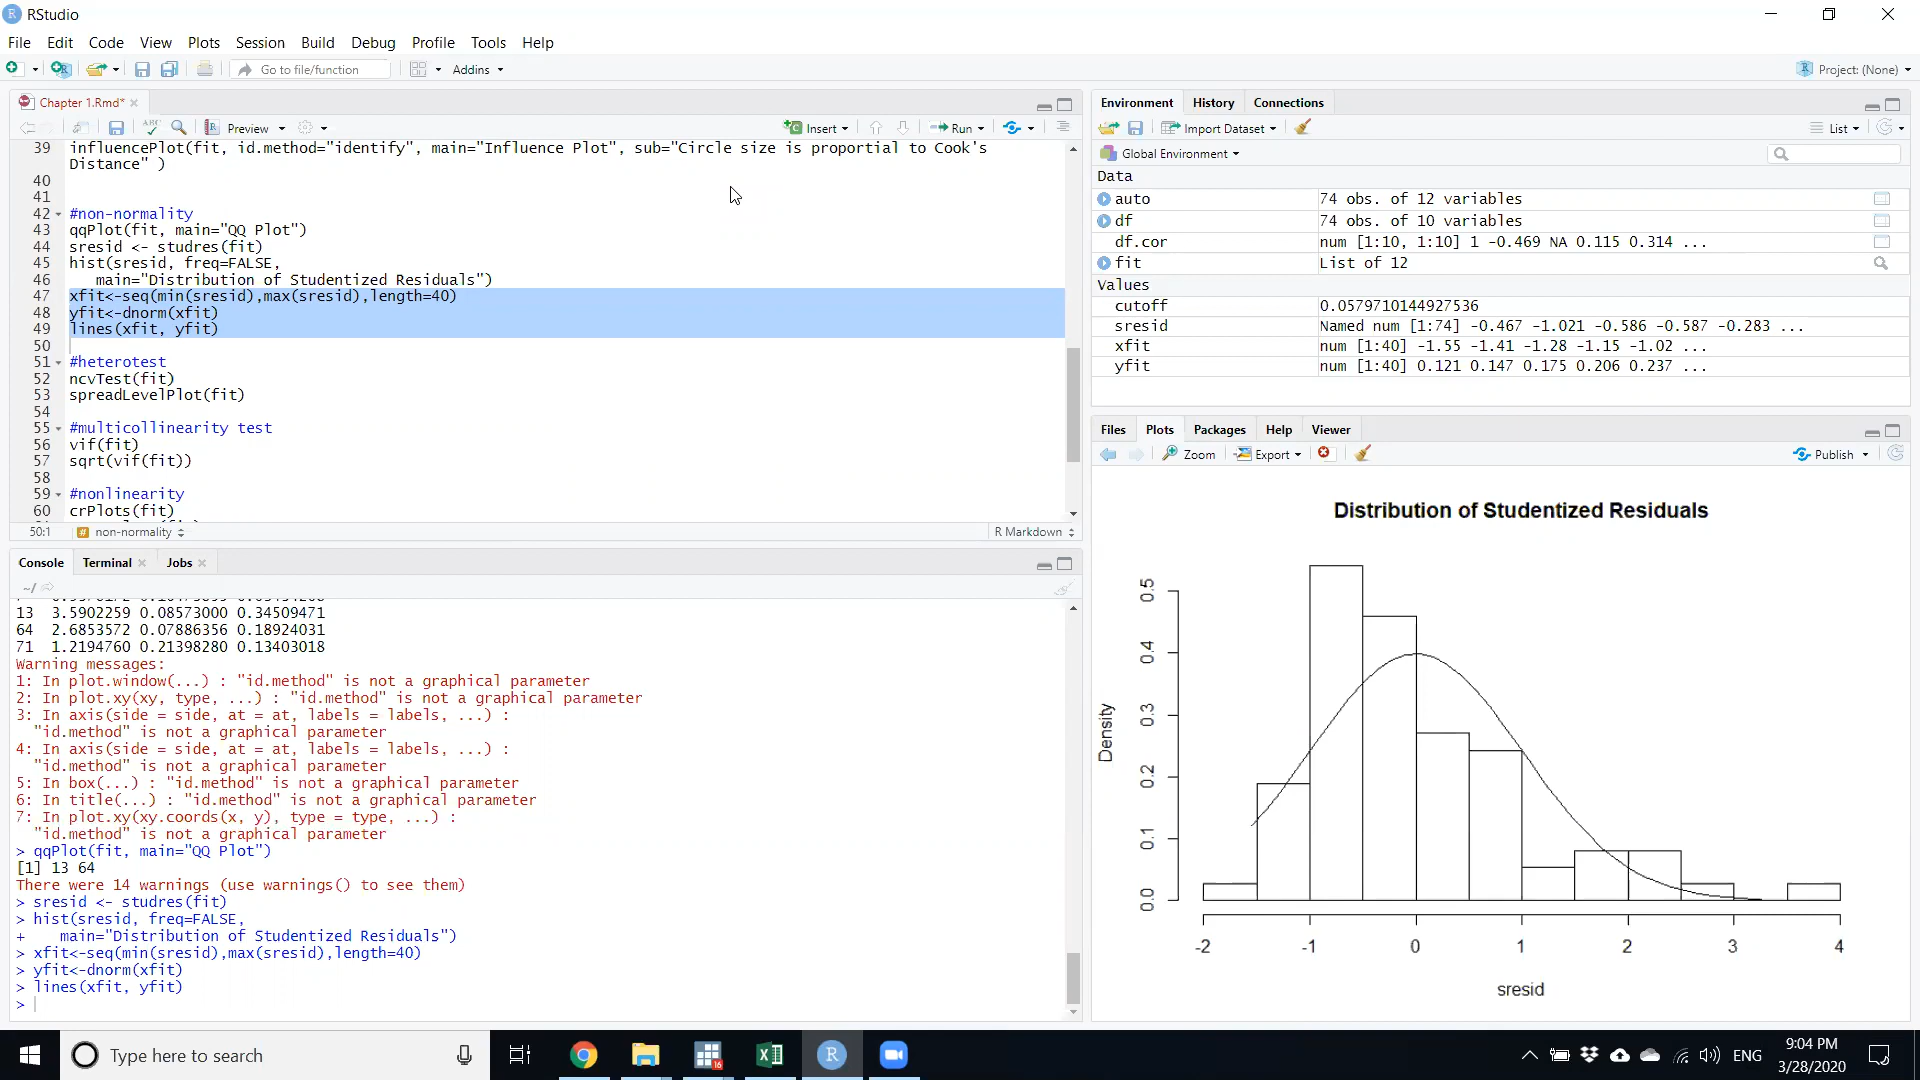 RStudio
File Edit Code View Plots Session Build Debug Profile Tools Help
Go to file/function Addins Project: (None)
Chapter 1.Rmd*
ABC Preview Insert Run
39 influencePlot(fit, id.method="identify", main="Influence Plot", sub="Circle size is proportial to Cook's
Distance" )
40
41
42 #non-normality
43 qqPlot(fit, main="QQ Plot")
44 sresid <- studres(fit)
45 hist(sresid, freq=FALSE,
46 main="Distribution of Studentized Residuals")
47 xfit<-seq(min(sresid),max(sresid),length=40)
48 yfit<-dnorm(xfit)
49 lines(xfit, yfit)
50
51 #heterotest
52 ncvTest(fit)
53 spreadLevelPlot(fit)
54
55 #multicollinearity test
56 vif(fit)
57 sqrt(vif(fit))
58
59 #nonlinearity
60 crPlots(fit)
50:1 # non-normality R Markdown
Console Terminal Jobs
~/
13 3.5902259 0.08573000 0.34509471
64 2.6853572 0.07886356 0.18924031
71 1.2194760 0.21398280 0.13403018
Warning messages:
1: In plot.window(...) : "id.method" is not a graphical parameter
2: In plot.xy(xy, type, ...) : "id.method" is not a graphical parameter
3: In axis(side = side, at = at, labels = labels, ...) :
"id.method" is not a graphical parameter
4: In axis(side = side, at = at, labels = labels, ...) :
"id.method" is not a graphical parameter
5: In box(...) : "id.method" is not a graphical parameter
6: In title(...) : "id.method" is not a graphical parameter
7: In plot.xy(xy.coords(x, y), type = type, ...) :
"id.method" is not a graphical parameter
> qqPlot(fit, main="QQ Plot")
[1] 13 64
There were 14 warnings (use warnings() to see them)
> sresid <- studres(fit)
> hist(sresid, freq=FALSE,
+ main="Distribution of Studentized Residuals")
> xfit<-seq(min(sresid),max(sresid),length=40)
> yfit<-dnorm(xfit)
> lines(xfit, yfit)
>
Environment History Connections
Import Dataset List
Global Environment
Data
auto 74 obs. of 12 variables
df 74 obs. of 10 variables
df.cor num [1:10, 1:10] 1 -0.469 NA 0.115 0.314 ...
fit List of 12
Values
cutoff 0.0579710144927536
sresid Named num [1:74] -0.467 -1.021 -0.586 -0.587 -0.283 ...
xfit num [1:40] -1.55 -1.41 -1.28 -1.15 -1.02 ...
yfit num [1:40] 0.121 0.147 0.175 0.206 0.237 ...
Files Plots Packages Help Viewer
Zoom Export Publish
Distribution of Studentized Residuals
Density
0.5
0.4
0.3
0.2
0.1
0.0
-2 -1 0 1 2 3 4
sresid
Type here to search
16
ENG
9:04 PM
3/28/2020